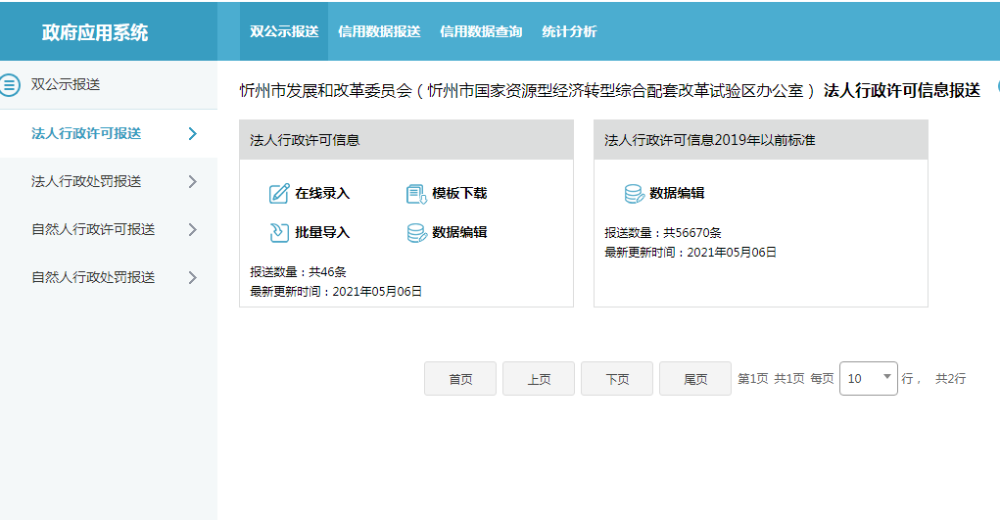 政府应用系统
双公示报送 信用数据报送 信用数据查询 统计分析
双公示报送
法人行政许可报送
法人行政处罚报送
自然人行政许可报送
自然人行政处罚报送
忻州市发展和改革委员会（忻州市国家资源型经济转型综合配套改革试验区办公室） 法人行政许可信息报送
法人行政许可信息
在线录入 模板下载
批量导入 数据编辑
报送数量：共46条
最新更新时间：2021年05月06日
法人行政许可信息2019年以前标准
数据编辑
报送数量：共56670条
最新更新时间：2021年05月06日
首页 上页 下页 尾页 第1页 共1页 每页 10 行， 共2行